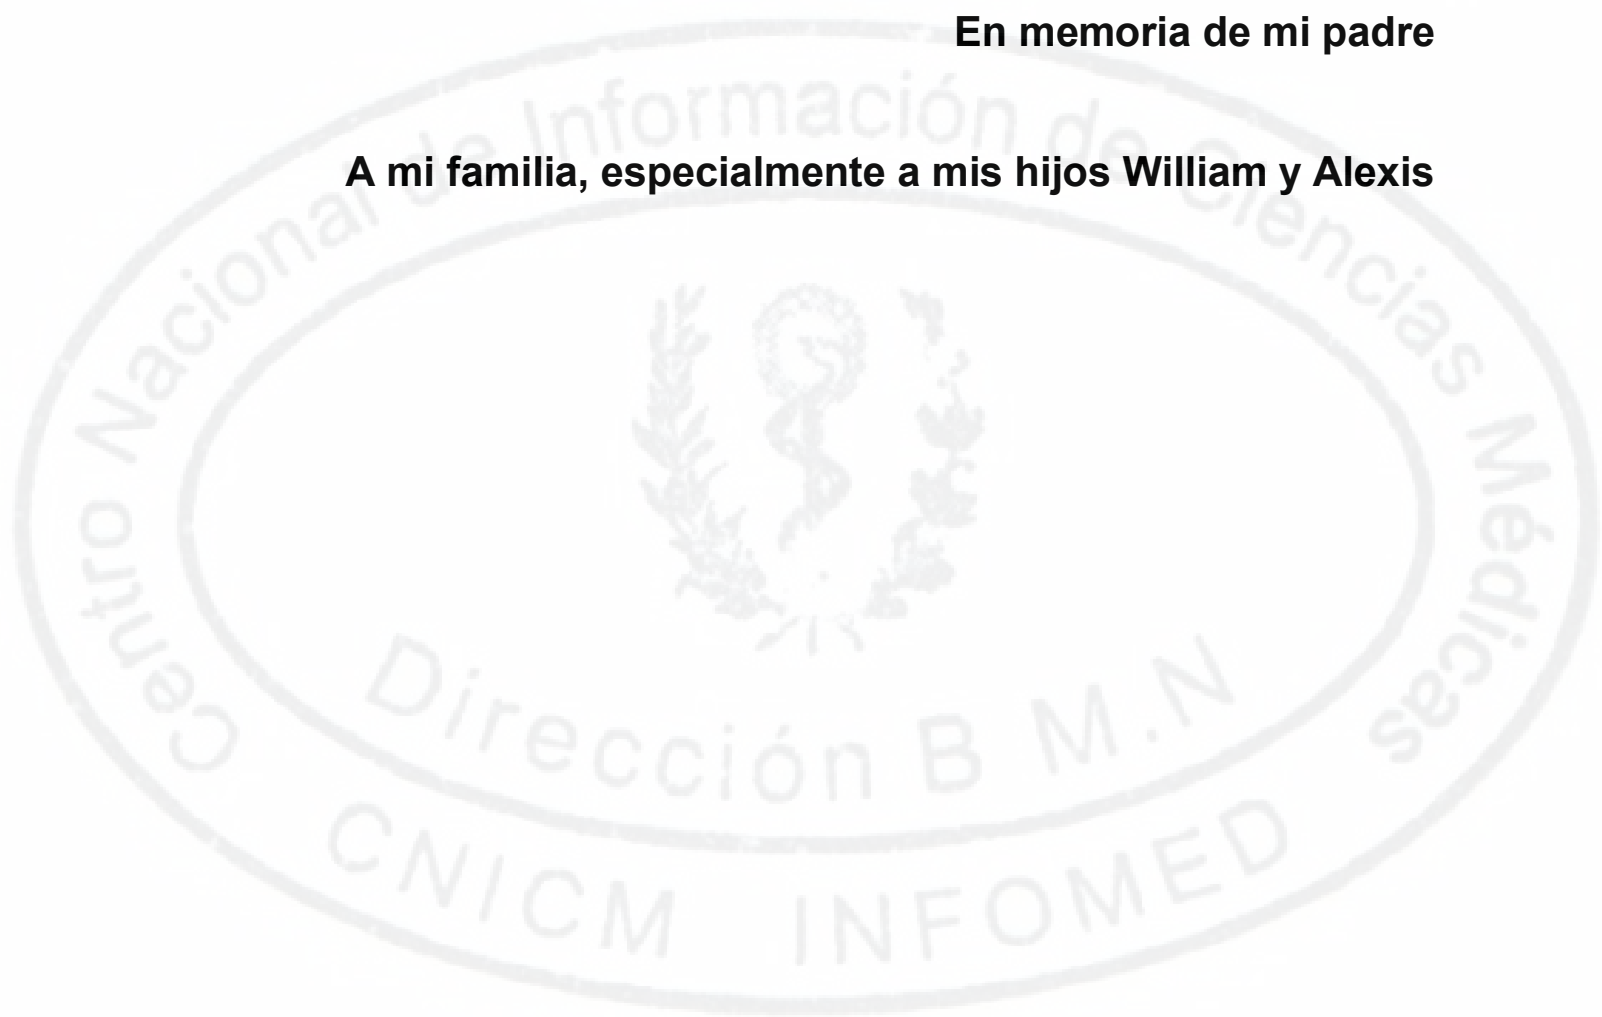 En memoria de mi padre
A mi familia, especialmente a mis hijos William y Alexis
Centro Nacional de Información de Ciencias Médicas
Dirección B M.N
CNICM INFOMED